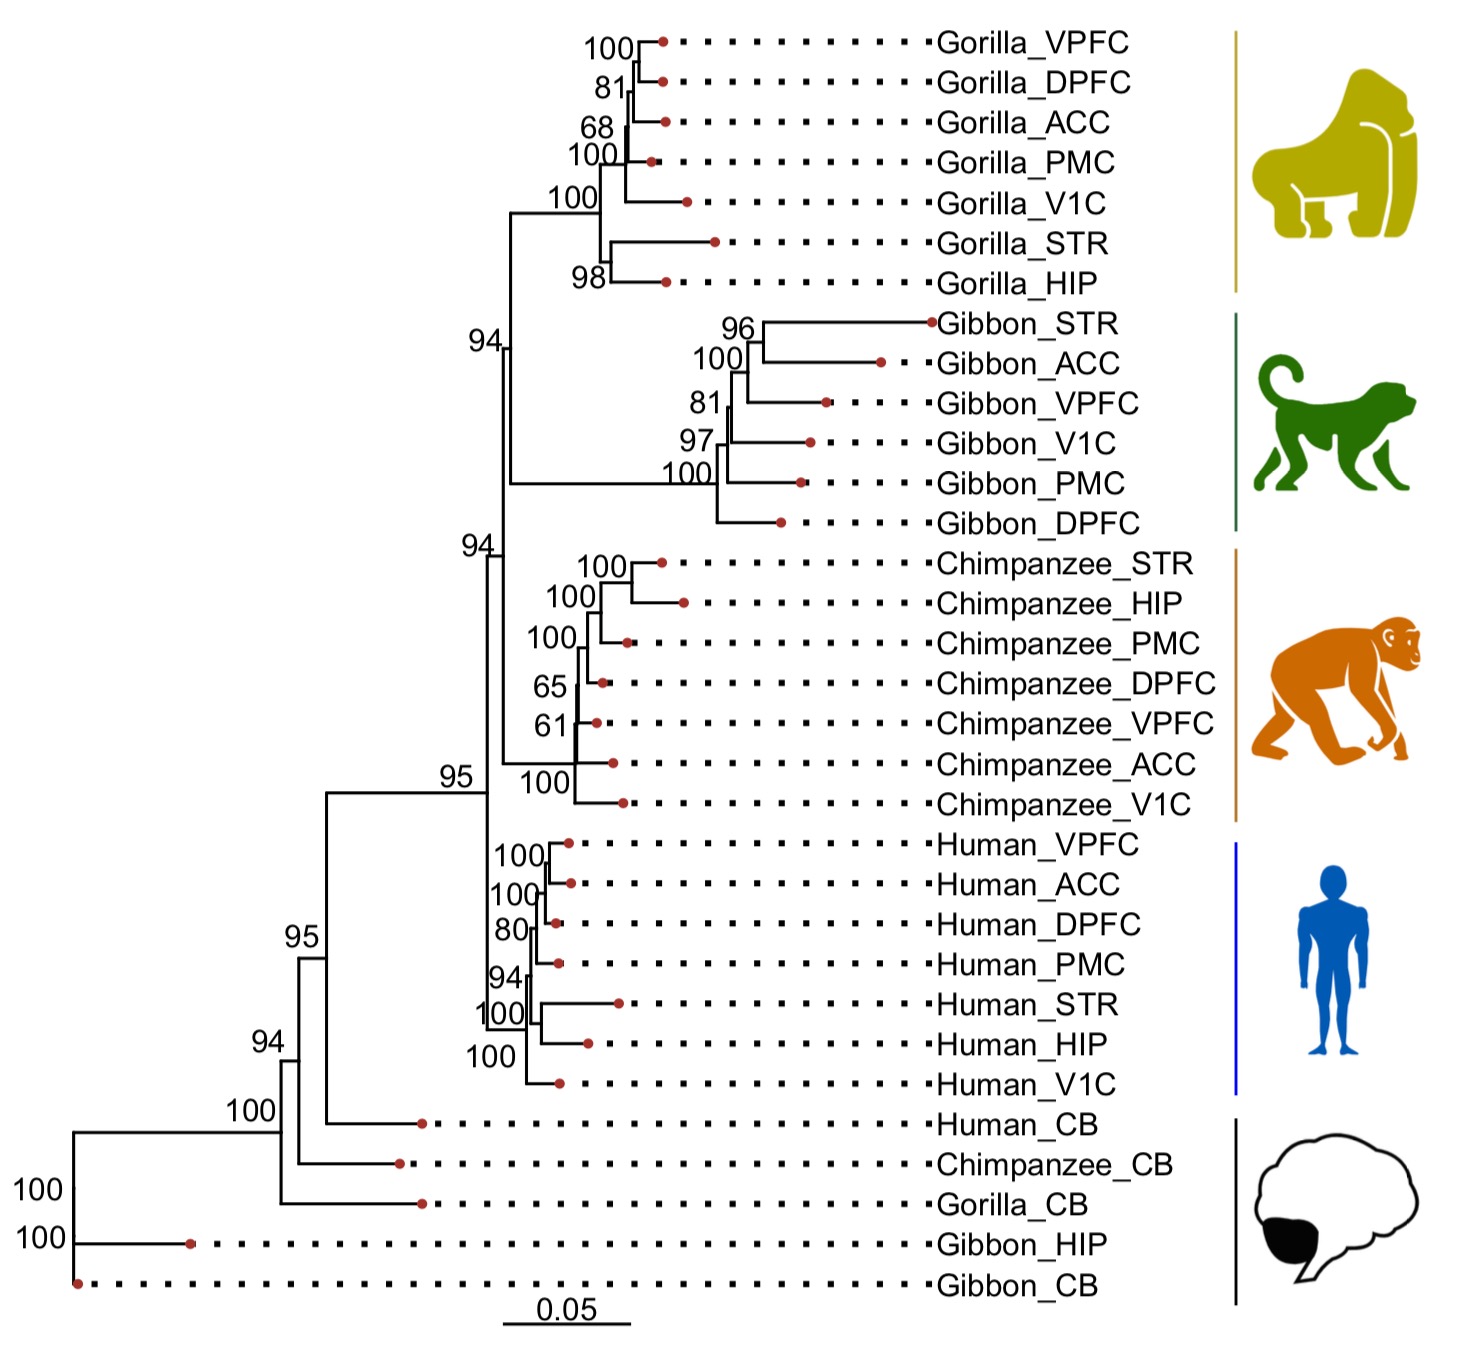 100
Gorilla_VPFC
81
Gorilla_DPFC
68
Gorilla_ACC
100
Gorilla_PMC
100
Gorilla_V1C
Gorilla_STR
98
Gorilla_HIP
96
Gibbon_STR
94
100
Gibbon_ACC
81
Gibbon_VPFC
97
Gibbon_V1C
100
Gibbon_PMC
Gibbon_DPFC
94
100
Chimpanzee_STR
100
Chimpanzee_HIP
100
Chimpanzee_PMC
65
Chimpanzee_DPFC
61
Chimpanzee_VPFC
95
100
Chimpanzee_ACC
Chimpanzee_V1C
100
Human_VPFC
100
Human_ACC
95
80
Human_DPFC
94
Human_PMC
100
Human_STR
94
100
Human_HIP
Human_V1C
100
Human_CB
Chimpanzee_CB
100
Gorilla_CB
100
Gibbon_HIP
Gibbon_CB
0.05